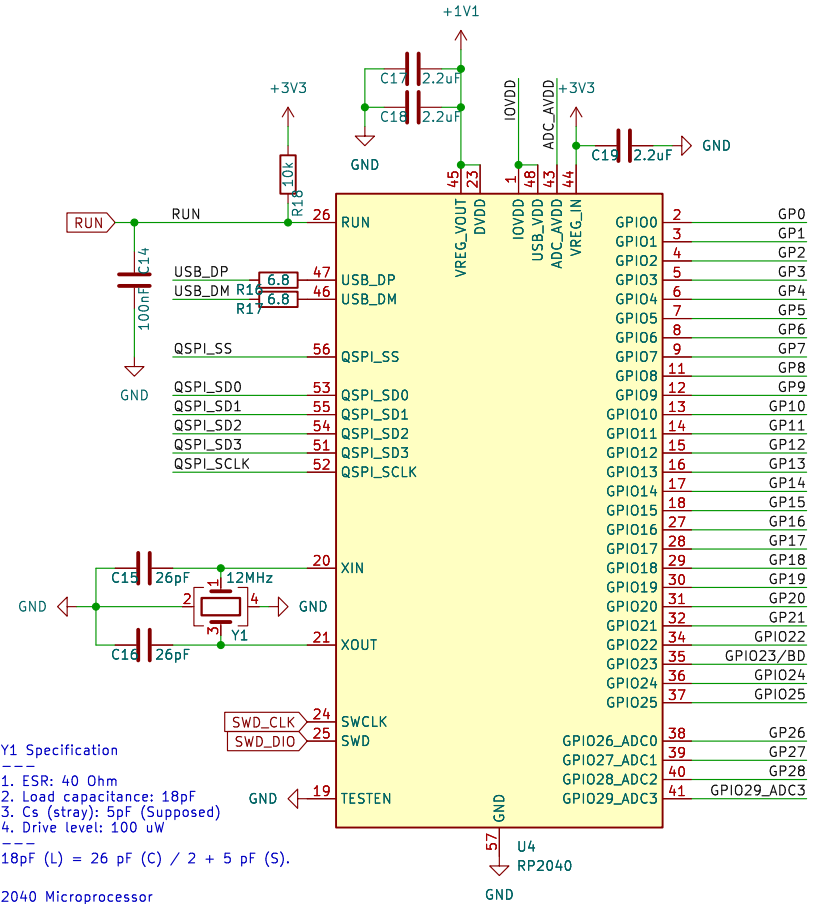 +1V1
C17 2.2uF
+3V3
IOVDD
ADC_AVDD
+3V3
C18 2.2uF
GND
C19 2.2uF
GND
10k
R18
45
23
1
48
43
44
RUN
RUN
26
RUN
VREG_VOUT
DVDD
IOVDD
USB_VDD
ADC_AVDD
VREG_IN
C14
100nF
GND
USB_DP
R16
6.8
47
USB_DP
USB_DM
R17
6.8
46
USB_DM
QSPI_SS 56 QSPI_SS
QSPI_SD0 53 QSPI_SD0
QSPI_SD1 55 QSPI_SD1
QSPI_SD2 54 QSPI_SD2
QSPI_SD3 51 QSPI_SD3
QSPI_SCLK 52 QSPI_SCLK
C15 26pF
12MHz
20 XIN
GND
2
1
4
3
GND
Y1
C16 26pF
21 XOUT
SWD_CLK 24 SWCLK
SWD_DIO 25 SWD
GND 19 TESTEN
GPIO0 2 GP0
GPIO1 3 GP1
GPIO2 4 GP2
GPIO3 5 GP3
GPIO4 6 GP4
GPIO5 7 GP5
GPIO6 8 GP6
GPIO7 9 GP7
GPIO8 11 GP8
GPIO9 12 GP9
GPIO10 13 GP10
GPIO11 14 GP11
GPIO12 15 GP12
GPIO13 16 GP13
GPIO14 17 GP14
GPIO15 18 GP15
GPIO16 27 GP16
GPIO17 28 GP17
GPIO18 29 GP18
GPIO19 30 GP19
GPIO20 31 GP20
GPIO21 32 GP21
GPIO22 34 GPIO22
GPIO23 35 GPIO23/BD
GPIO24 36 GPIO24
GPIO25 37 GPIO25
GPIO26_ADC0 38 GP26
GPIO27_ADC1 39 GP27
GPIO28_ADC2 40 GP28
GPIO29_ADC3 41 GPIO29_ADC3
GND
57
U4
RP2040
GND
Y1 Specification
---
1. ESR: 40 Ohm
2. Load capacitance: 18pF
3. Cs (stray): 5pF (Supposed)
4. Drive level: 100 uW
---
18pF (L) = 26 pF (C) / 2 + 5 pF (S).
2040 Microprocessor